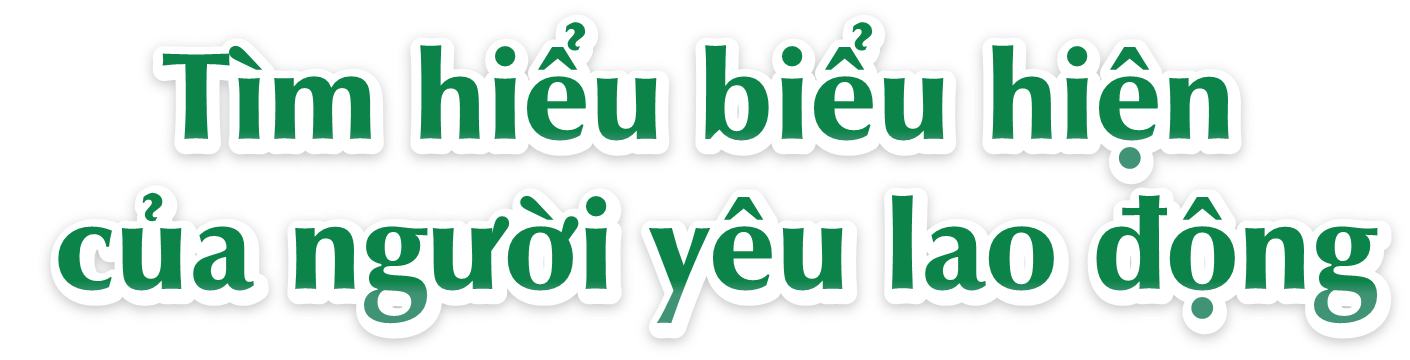 Tìm hiểu biểu hiện
của người yêu lao động